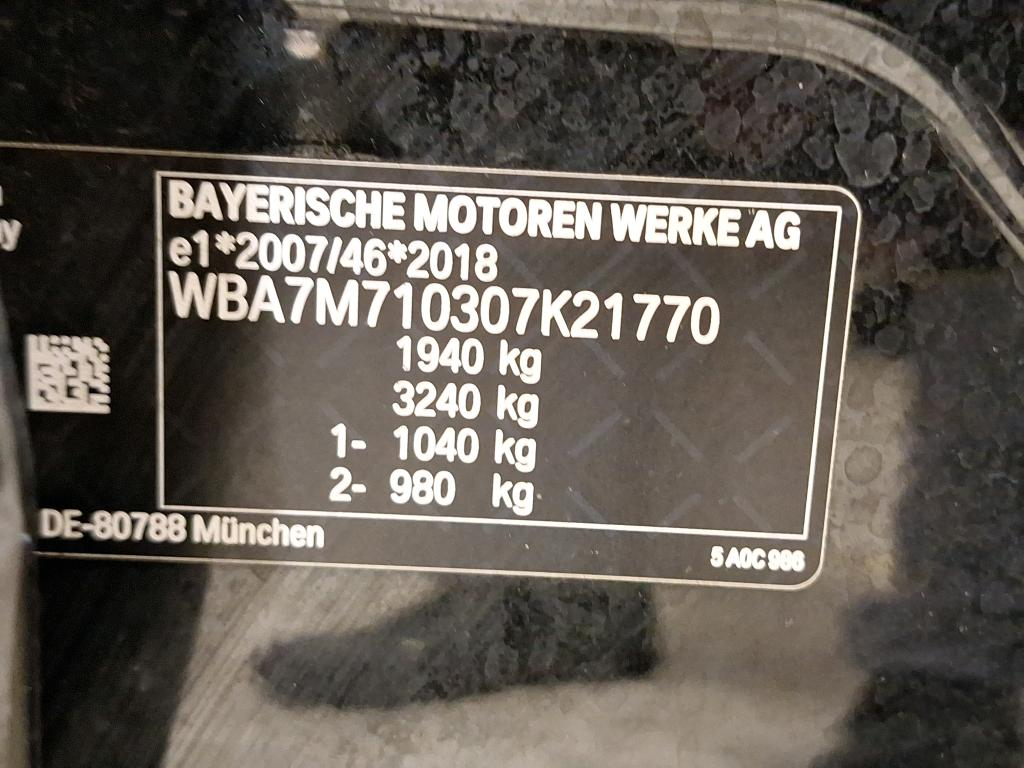 BAYERISCHE MOTOREN WERKE AG
e1*2007/46*2018
WBA7M710307K21770
1940 kg
3240 kg
1- 1040 kg
2- 980 kg
DE-80788 München
5 A0C 986